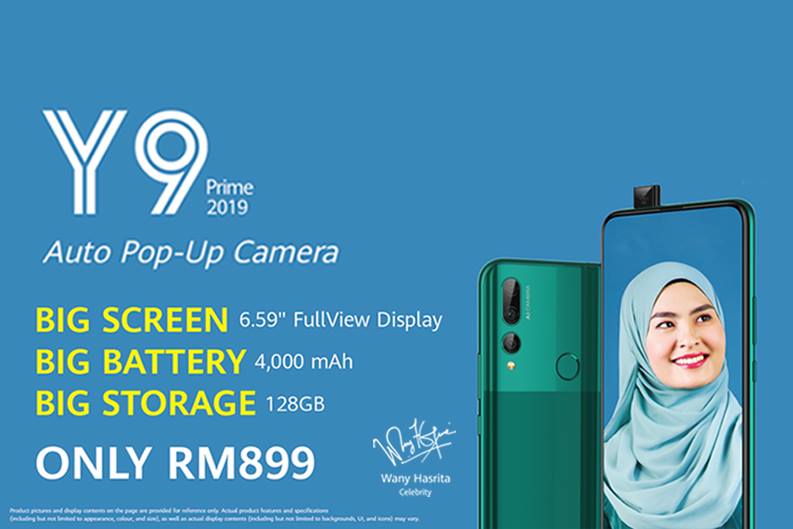 Y9 Prime
2019
Auto Pop-Up Camera
BIG SCREEN 6.59" FullView Display
BIG BATTERY 4,000 mAh
BIG STORAGE 128GB
ONLY RM899
Wany Hasrita
Celebrity
Product pictures and display contents on the page are provided for reference only. Actual product features and specifications
(including but not limited to appearance, colour, and size), as well as actual display contents (including but not limited to backgrounds, UI, and icons) may vary.
AI CAMERA